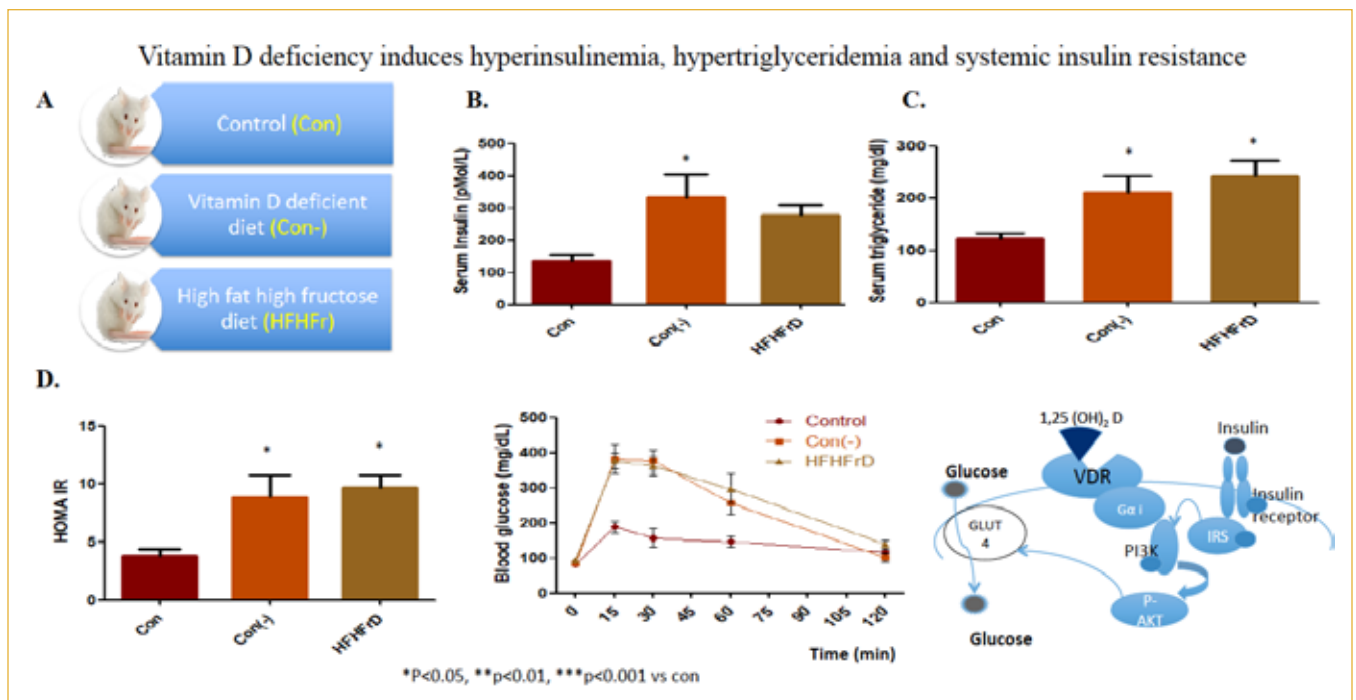 Vitamin D deficiency induces hyperinsulinemia, hypertriglyceridemia and systemic insulin resistance
A
Control (Con)
Vitamin D deficient
diet (Con-)
High fat high fructose
diet (HFHFr)
B.
Serum Insulin (pMol/L)
500
400
300
200
100
0
*
Con
Con(-)
HFHFrD
C.
Serum triglyceride (mg/dl)
300
200
100
0
*
*
Con
Con(-)
HFHFrD
D.
HOMA IR
15
10
5
0
*
*
Con
Con(-)
HFHFrD
Blood glucose (mg/dL)
500
400
300
200
100
0
Control
Con(-)
HFHFrD
0
15
30
45
60
75
90
105
120
Time (min)
1,25 (OH)₂ D
VDR
Gα i
Insulin
Insulin
receptor
IRS
PI3K
P-
AKT
Glucose
GLUT
4
Glucose
*P<0.05, **p<0.01, ***p<0.001 vs con